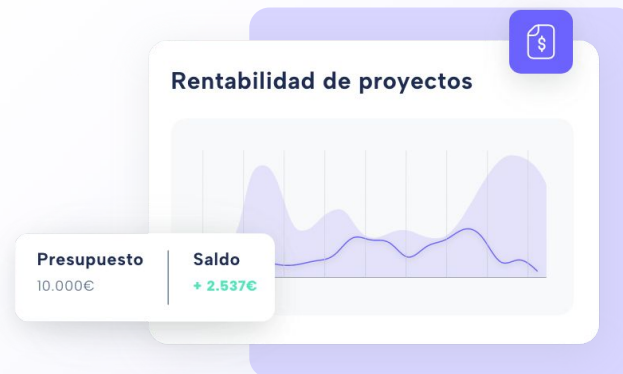 $
Rentabilidad de proyectos
Presupuesto
10.000€
Saldo
+ 2.537€